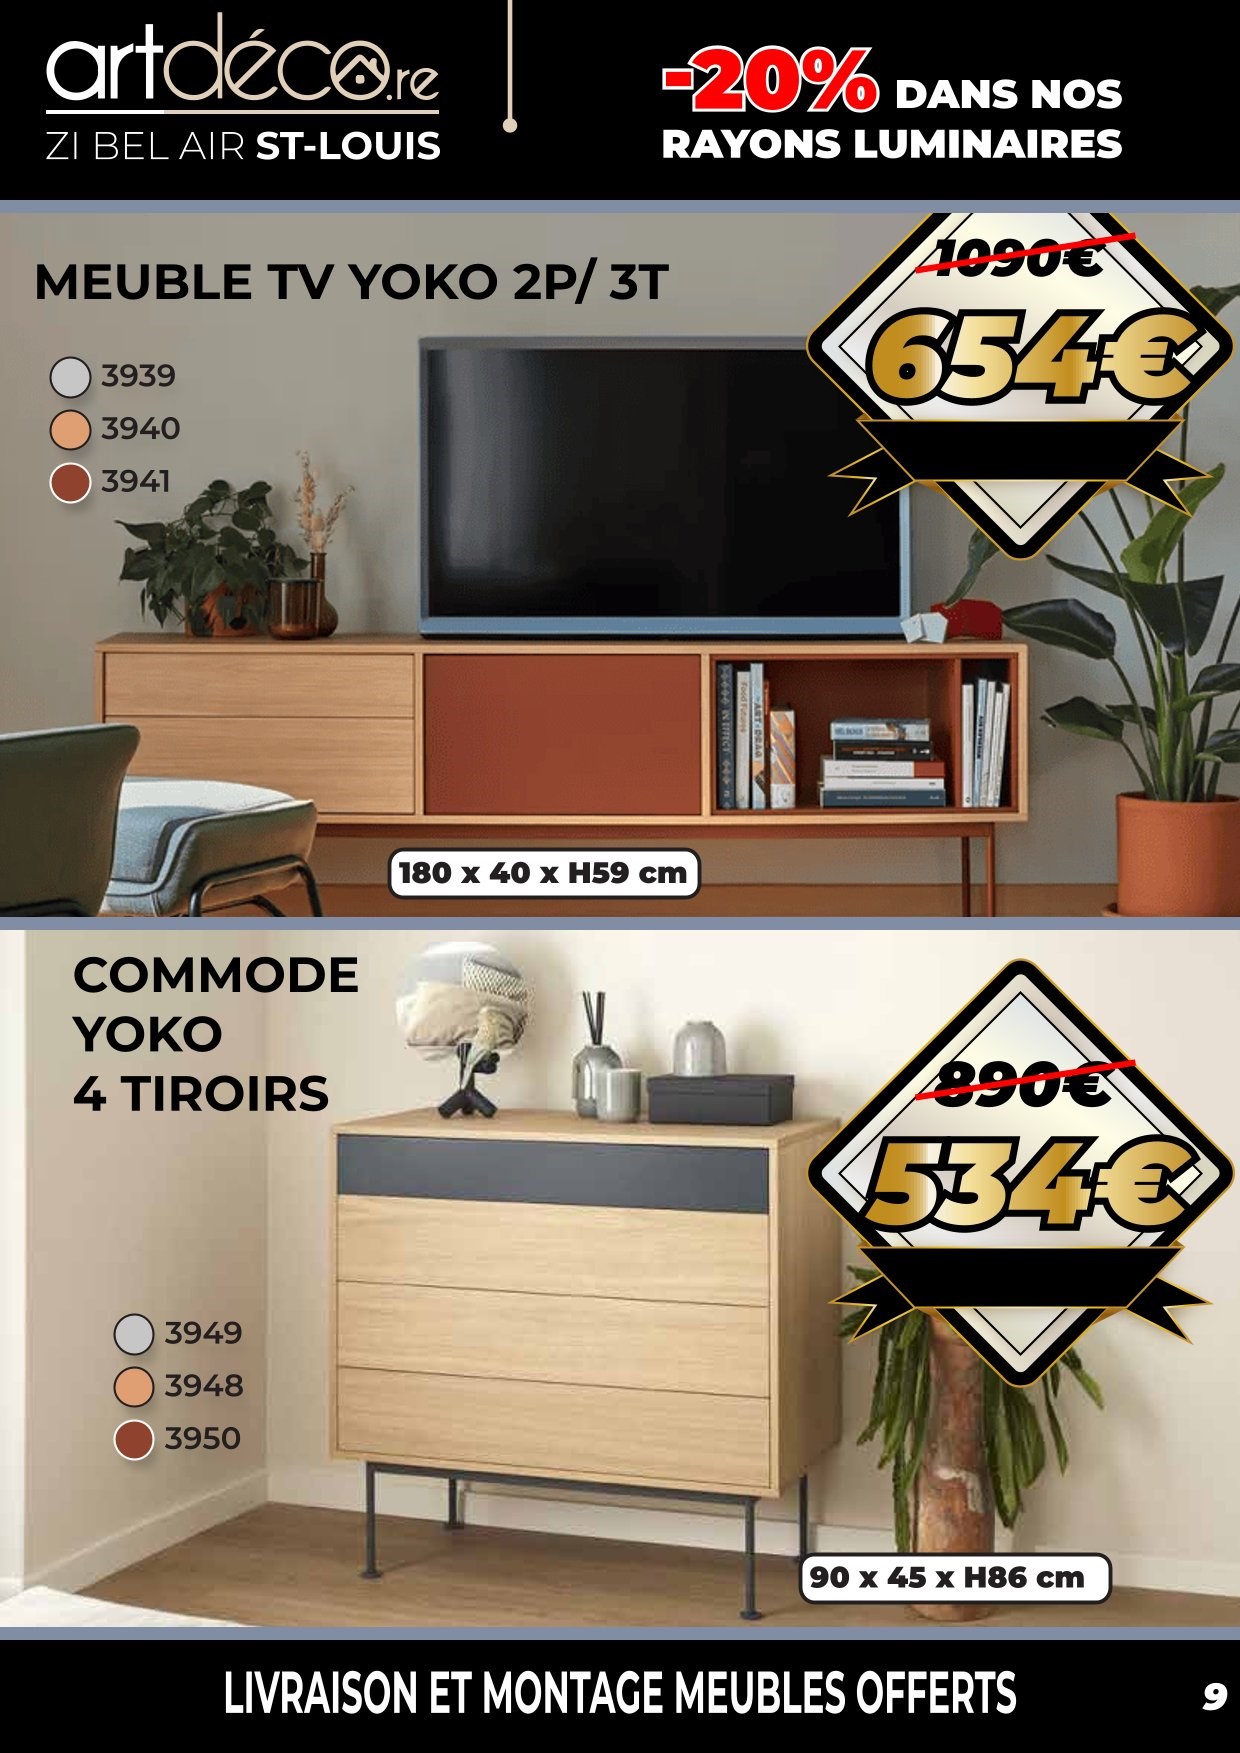 artdéco.re
ZI BEL AIR ST-LOUIS
-20% DANS NOS
RAYONS LUMINAIRES
MEUBLE TV YOKO 2P/ 3T
1090€
654€
3939
3940
3941
180 x 40 x H59 cm
COMMODE
YOKO
4 TIROIRS
890€
534€
3949
3948
3950
90 x 45 x H86 cm
LIVRAISON ET MONTAGE MEUBLES OFFERTS
9